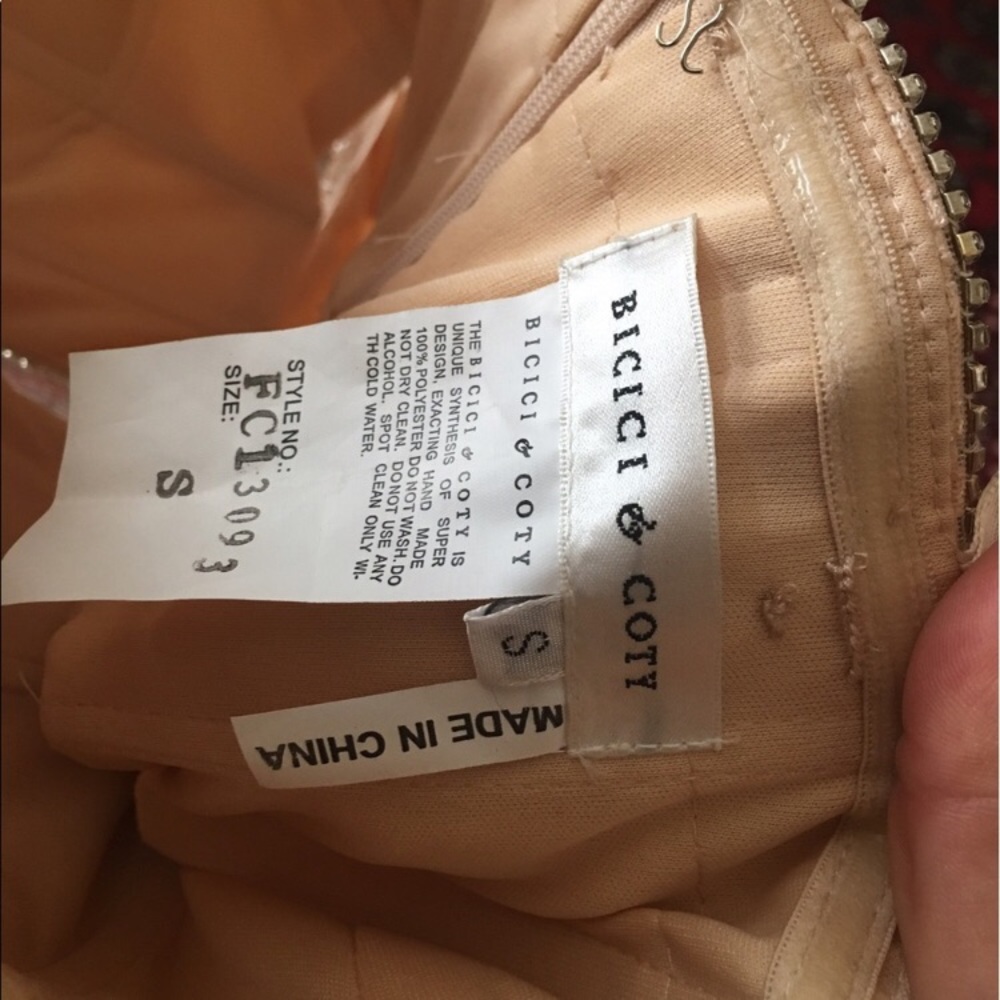 BICICI & COTY
BICICI & COTY
THE BICICI & COTY IS
UNIQUE SYNTHESIS OF SUPER
DESIGN, EXACTING HAND MADE
100% POLYESTER DO NOT WASH. DO
NOT DRY CLEAN. DO NOT USE ANY
ALCOHOL. SPOT CLEAN ONLY WI-
TH COLD WATER.
STYLE NO.:
FC13093
SIZE:
S
S
MADE IN CHINA